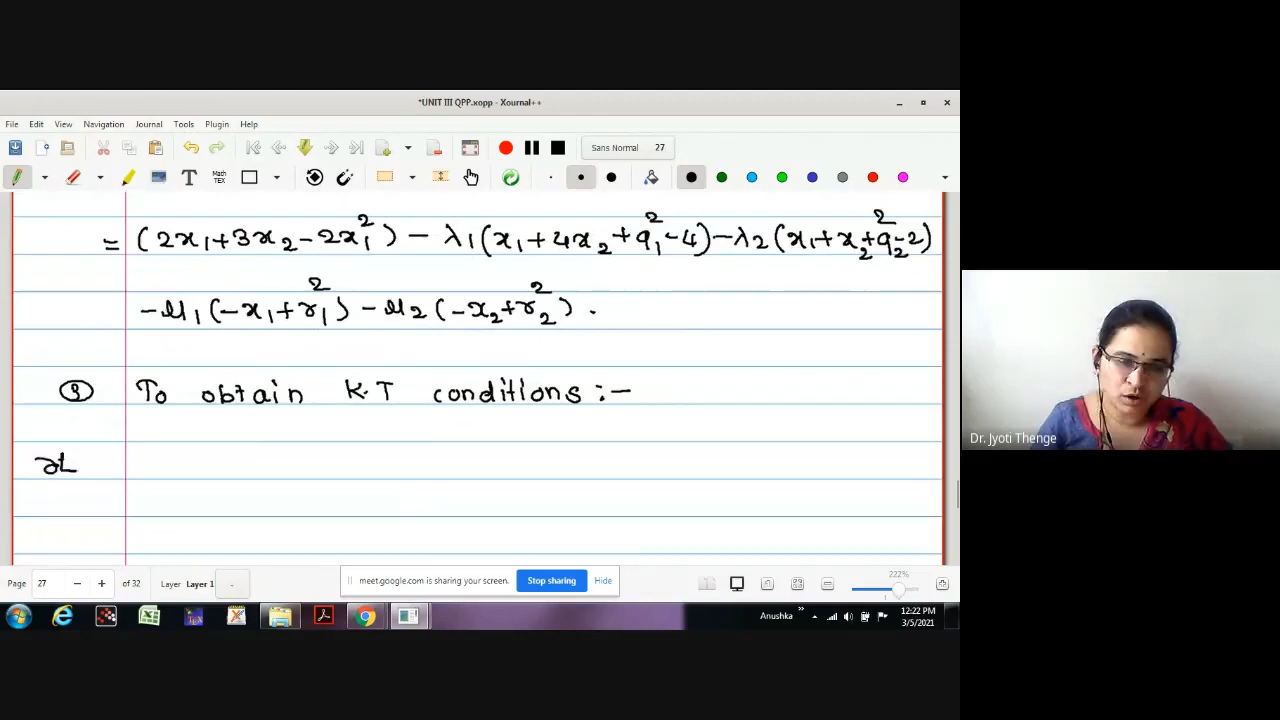 *UNIT III QPP.xopp - Xournal++
File Edit View Navigation Journal Tools Plugin Help
Sans Normal 27
T Math TEX
= (2x₁+3x₂-2x₁²) - λ₁(x₁+4x₂+q₁²-4)-λ₂(x₁+x₂+q₂²-2)
-μ₁(-x₁+r₁²)-μ₂(-x₂+r₂²).
③ To obtain K.T conditions:-
∂L
Dr. Jyoti Thenge
meet.google.com is sharing your screen. Stop sharing Hide
Page 27 of 32 Layer Layer 1 222%
Anushka
12:22 PM
3/5/2021